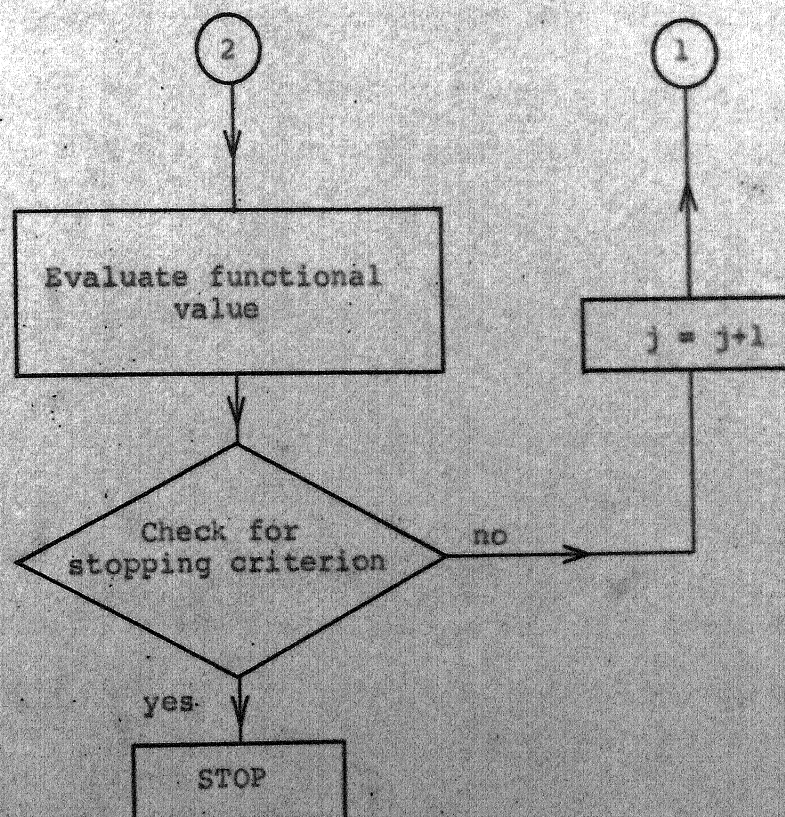 2
1
Evaluate functional
value
j = j+1
Check for
stopping criterion
no
yes
STOP